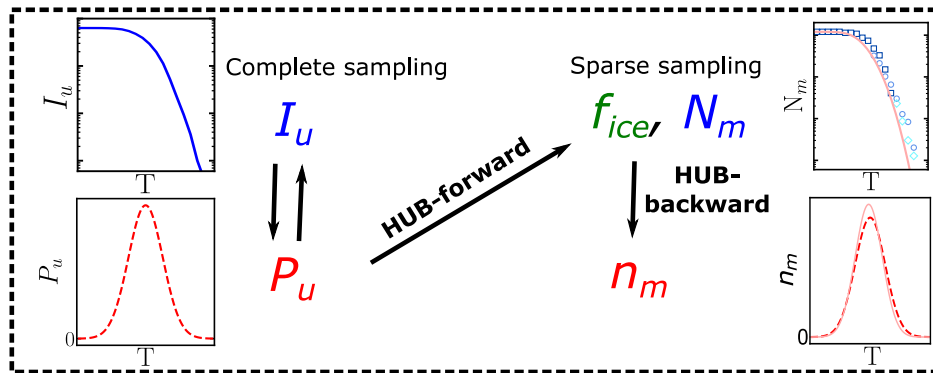 I_u
T
P_u
0
T
Complete sampling
I_u
P_u
HUB-forward
Sparse sampling
f_ice, N_m
HUB-
backward
n_m
N_m
T
n_m
0
T